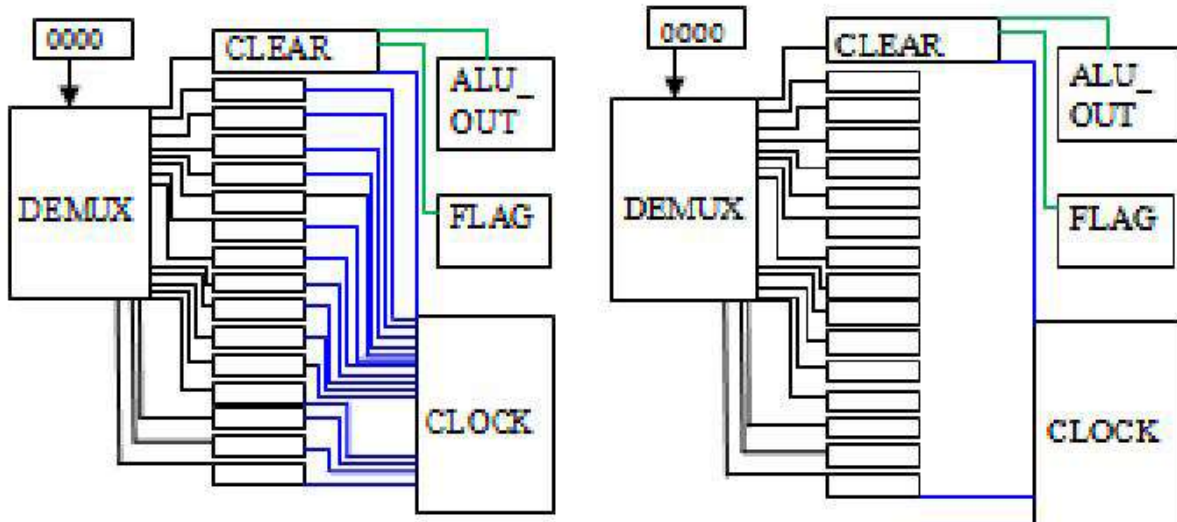 0000
CLEAR
ALU_
OUT
DEMUX
FLAG
CLOCK
0000
CLEAR
ALU_
OUT
DEMUX
FLAG
CLOCK